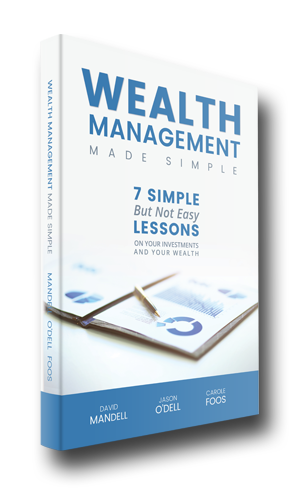 WEALTH
MANAGEMENT
MADE SIMPLE
7 SIMPLE
But Not Easy
LESSONS
ON YOUR INVESTMENTS
AND YOUR WEALTH
DAVID
MANDELL
JASON
O'DELL
CAROLE
FOOS
WEALTH MANAGEMENT MADE SIMPLE
O'DELL FOOS